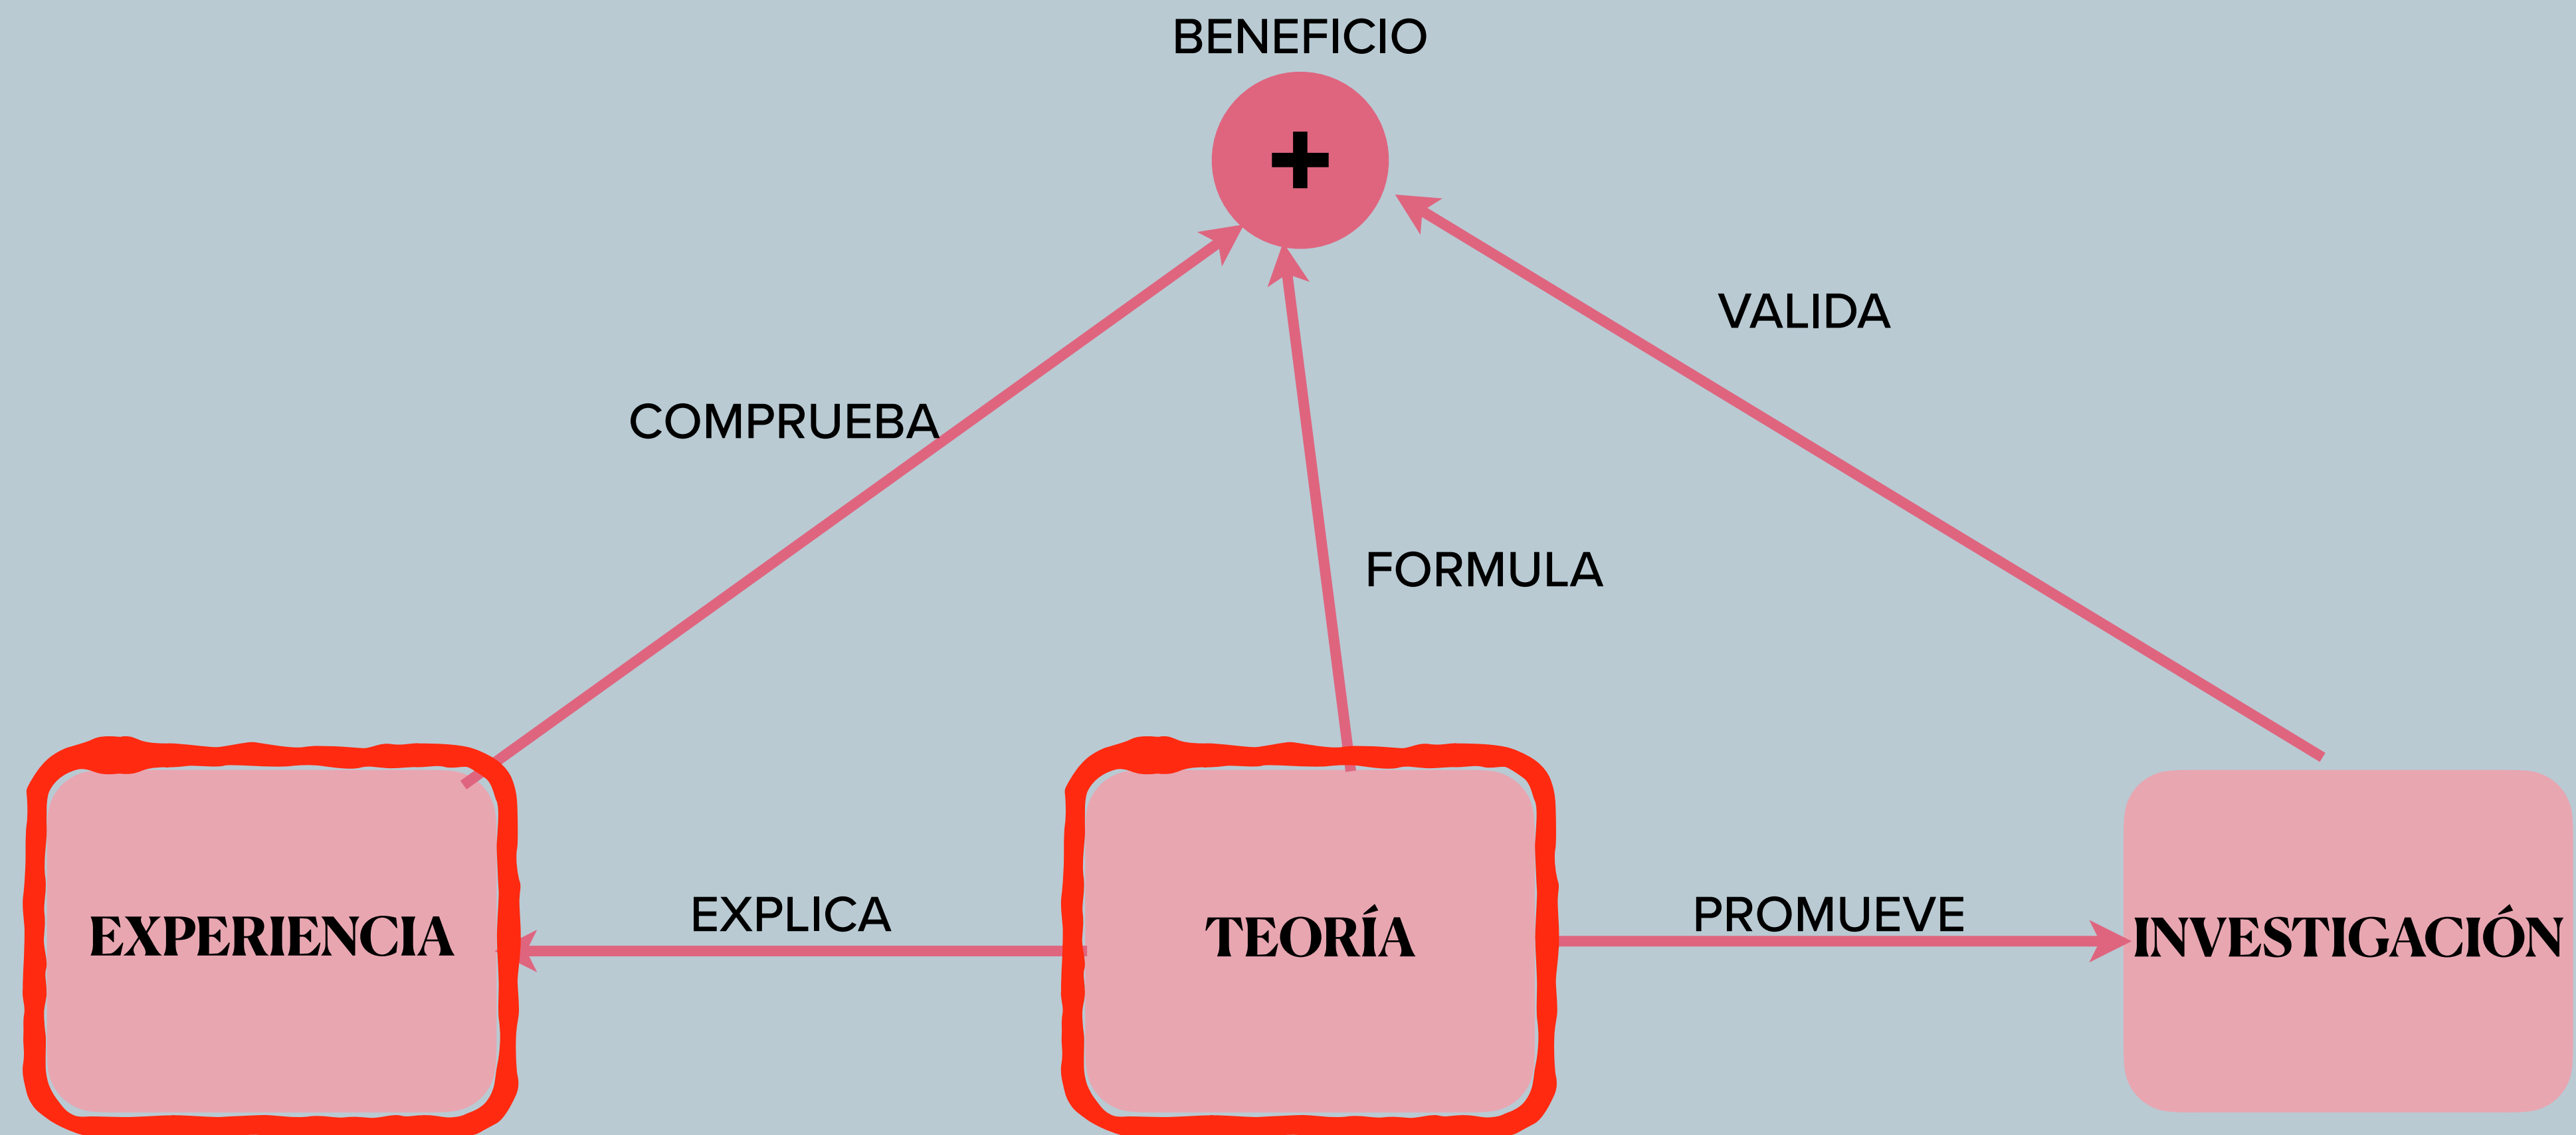 BENEFICIO
+
VALIDA
COMPRUEBA
FORMULA
EXPLICA
PROMUEVE
EXPERIENCIA
TEORÍA
INVESTIGACIÓN